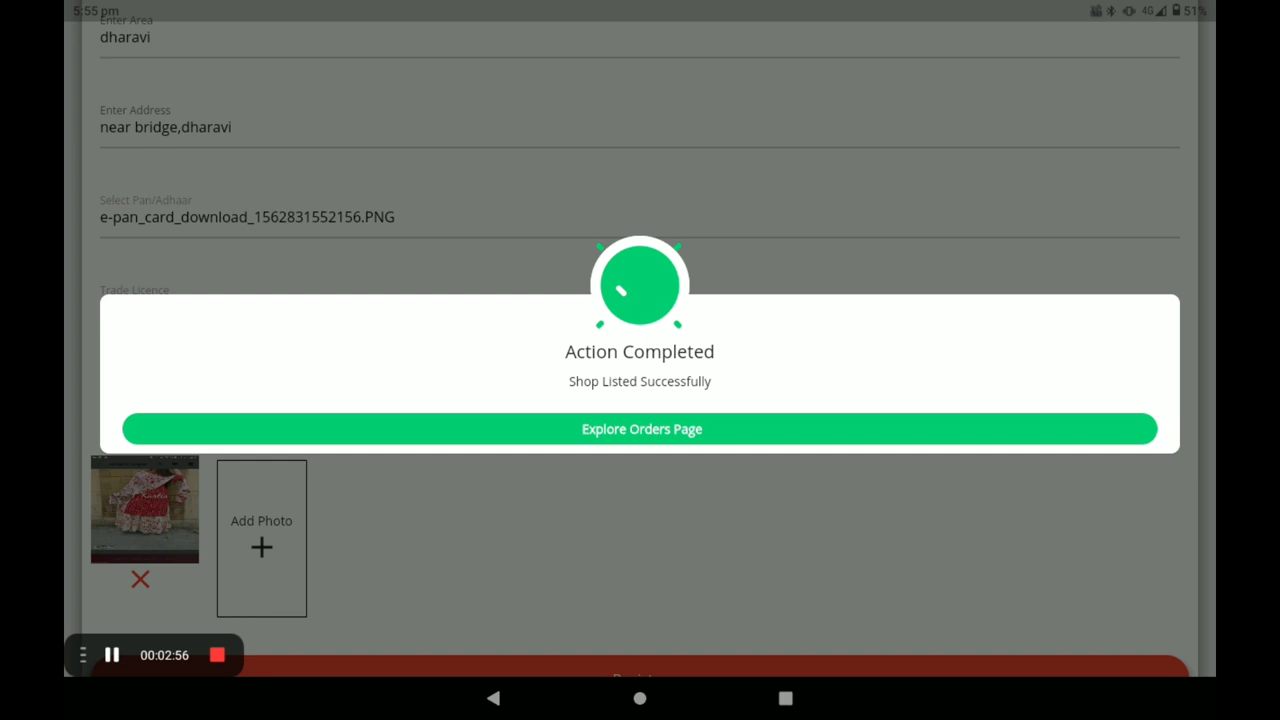 5:55 pm
4G
51%
Enter Area
dharavi
Enter Address
near bridge,dharavi
Select Pan/Adhaar
e-pan_card_download_1562831552156.PNG
Trade Licence
Action Completed
Shop Listed Successfully
Explore Orders Page
Add Photo
00:02:56